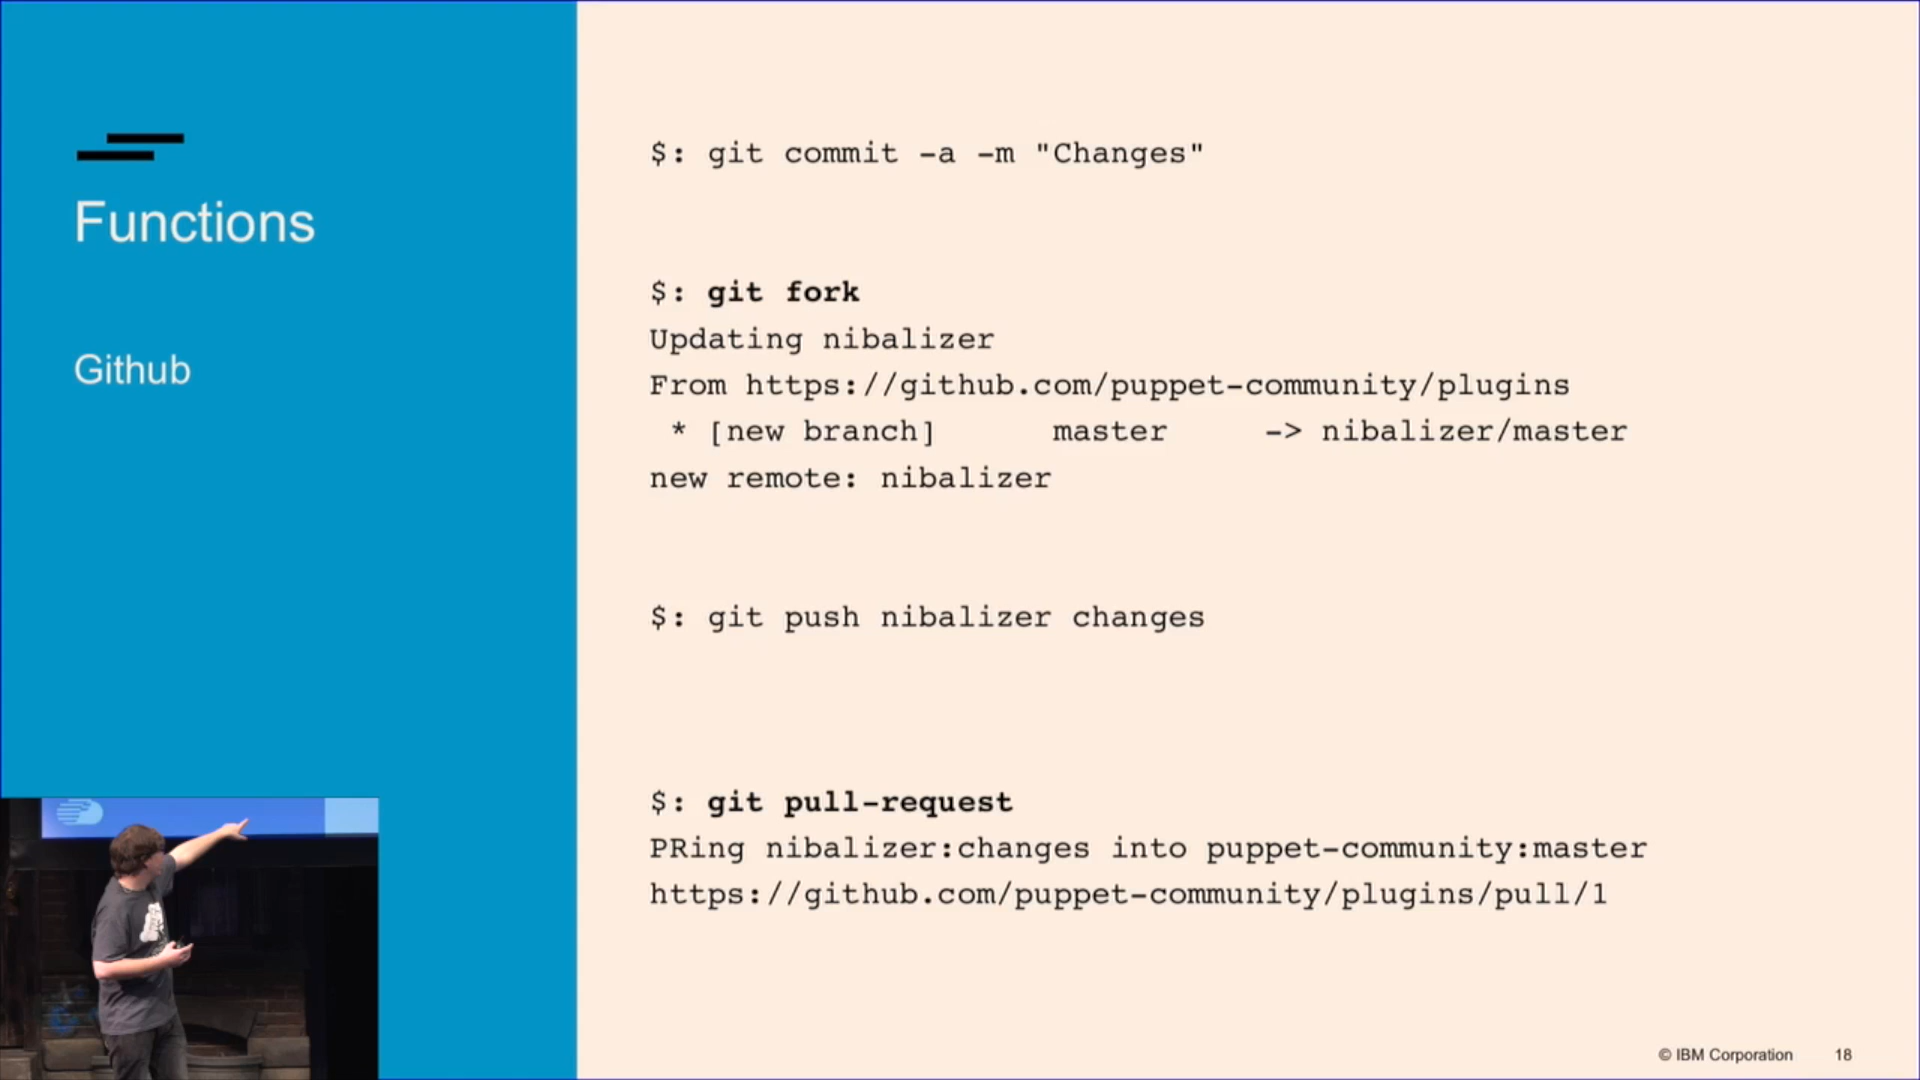 Functions
Github
$: git commit -a -m "Changes"
$: git fork
Updating nibalizer
From https://github.com/puppet-community/plugins
 * [new branch]      master     -> nibalizer/master
new remote: nibalizer
$: git push nibalizer changes
$: git pull-request
PRing nibalizer:changes into puppet-community:master
https://github.com/puppet-community/plugins/pull/1
© IBM Corporation 18